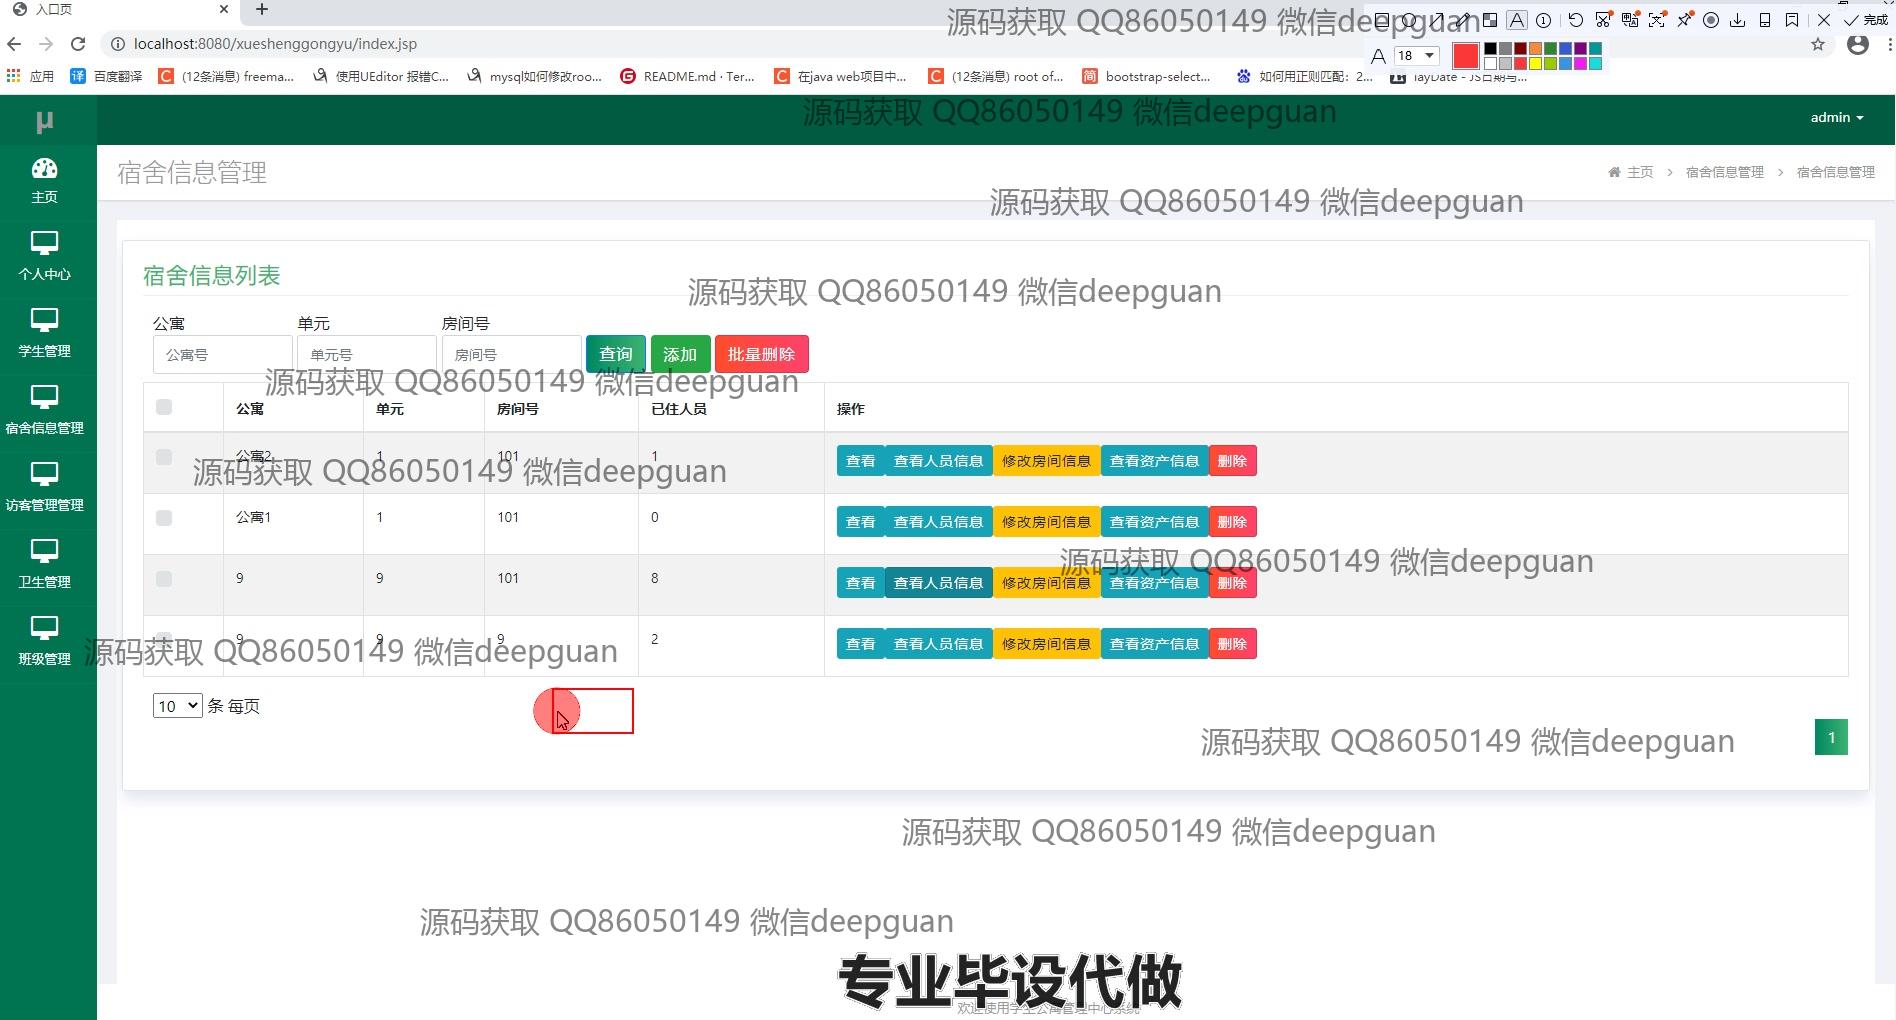 入口页
源码获取 QQ86050149 微信deepguan
完成
localhost:8080/xueshenggongyu/index.jsp
A 18
应用 百度翻译 (12条消息) freema... 使用UEditor 报错C... mysql如何修改roo... README.md · Ter... 在java web项目中... (12条消息) root of... bootstrap-select... 如何用正则匹配：2... layDate - JS日期与...
μ
源码获取 QQ86050149 微信deepguan
admin
主页
宿舍信息管理
主页 > 宿舍信息管理 > 宿舍信息管理
源码获取 QQ86050149 微信deepguan
个人中心
宿舍信息列表
源码获取 QQ86050149 微信deepguan
公寓 单元 房间号
学生管理
公寓号 单元号 房间号 查询 添加 批量删除
源码获取 QQ86050149 微信deepguan
公寓 单元 房间号 已住人员 操作
宿舍信息管理
公寓2 1 101 1 查看 查看人员信息 修改房间信息 查看资产信息 删除
源码获取 QQ86050149 微信deepguan
访客管理管理
公寓1 1 101 0 查看 查看人员信息 修改房间信息 查看资产信息 删除
源码获取 QQ86050149 微信deepguan
卫生管理
9 9 101 8 查看 查看人员信息 修改房间信息 查看资产信息 删除
9 9 9 2 查看 查看人员信息 修改房间信息 查看资产信息 删除
班级管理
源码获取 QQ86050149 微信deepguan
10 条 每页
源码获取 QQ86050149 微信deepguan
1
源码获取 QQ86050149 微信deepguan
源码获取 QQ86050149 微信deepguan
专业毕设代做
欢迎使用学生公寓管理中心系统